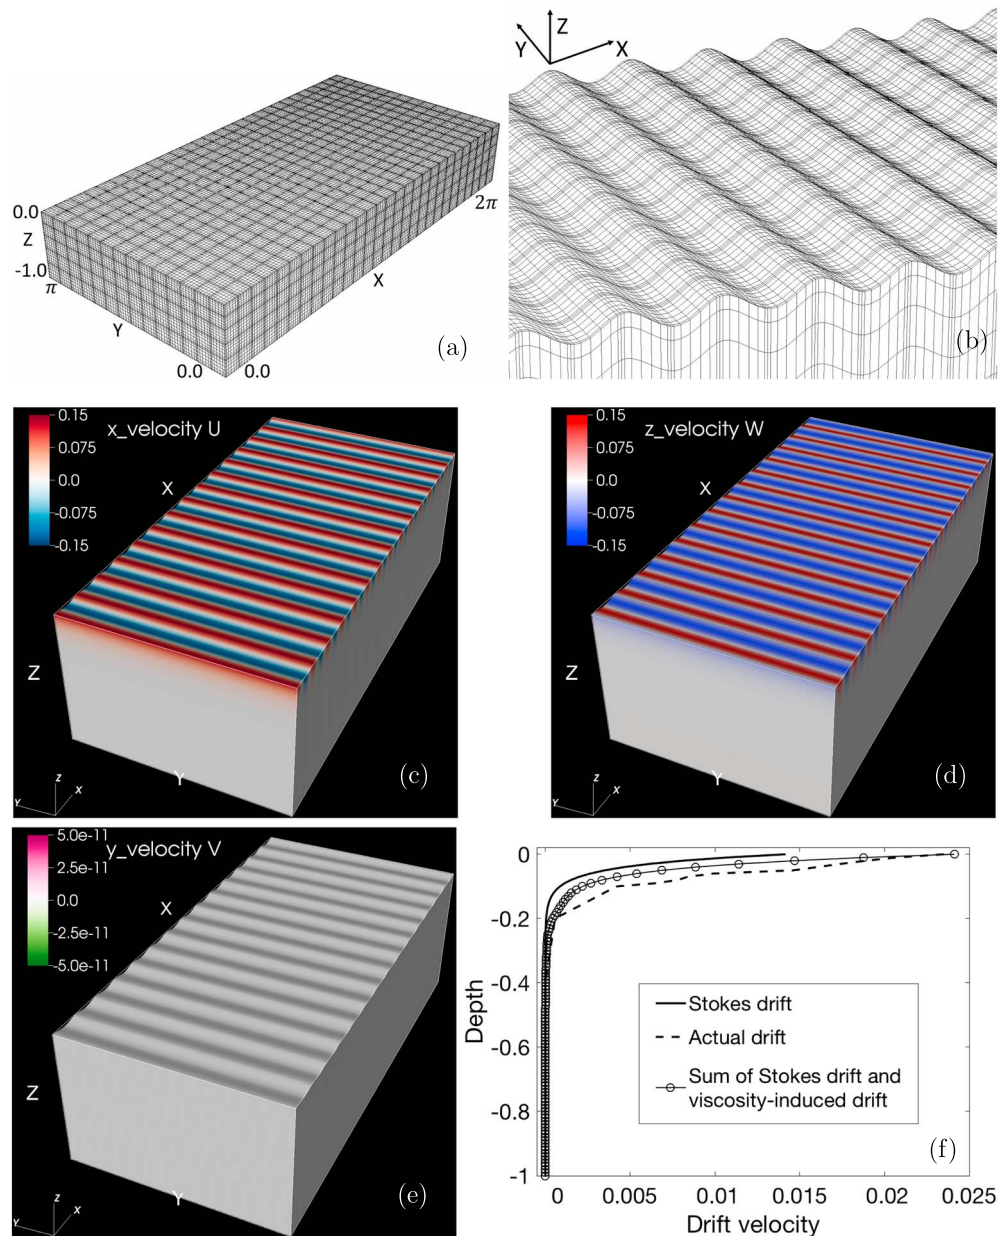 0.0
Z
-1.0
π
Y
0.0
0.0
X
2π
(a)
Z
Y
X
(b)
0.15
0.075
0.0
-0.075
-0.15
x_velocity U
X
Z
Y
Z
X
Y
(c)
0.15
0.075
0.0
-0.075
-0.15
z_velocity W
X
Z
Y
Z
X
Y
(d)
5.0e-11
2.5e-11
0.0
-2.5e-11
-5.0e-11
y_velocity V
X
Z
Y
Z
X
Y
(e)
0
-0.2
-0.4
-0.6
-0.8
-1
Depth
Stokes drift
Actual drift
Sum of Stokes drift and
viscosity-induced drift
(f)
0
0.005
0.01
0.015
0.02
0.025
Drift velocity